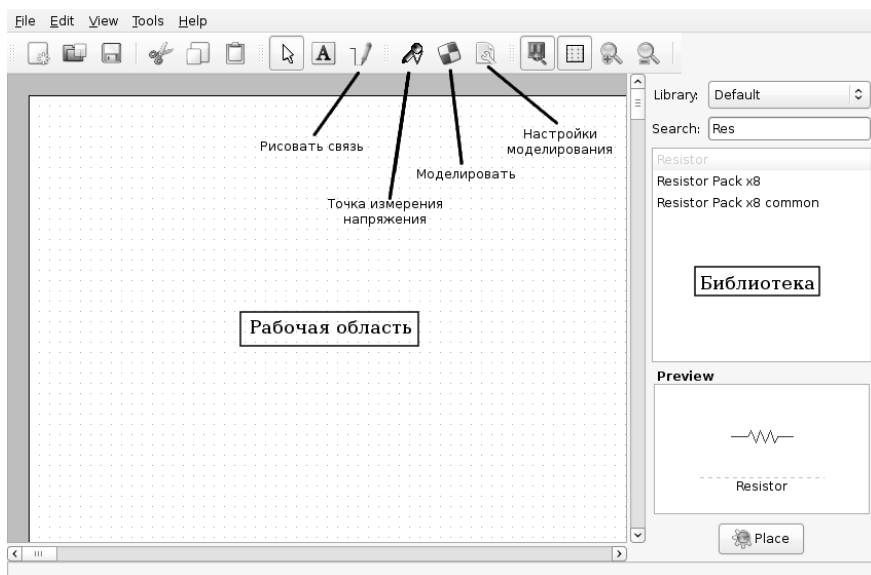 File Edit View Tools Help
A
Library: Default
Search: Res
Resistor
Resistor Pack x8
Resistor Pack x8 common
Рисовать связь
Настройки
моделирования
Моделировать
Точка измерения
напряжения
Рабочая область
Библиотека
Preview
Resistor
Place